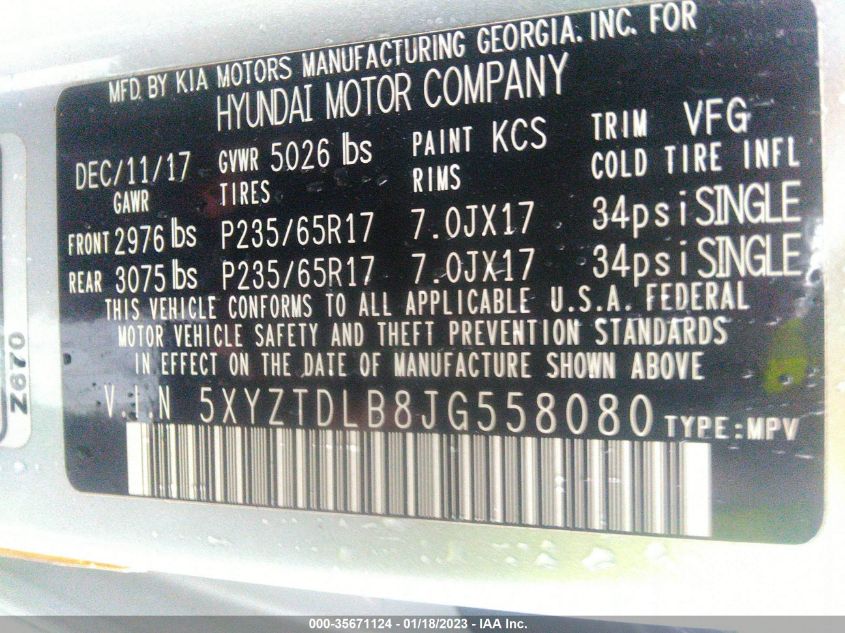 MFD. BY KIA MOTORS MANUFACTURING GEORGIA. INC. FOR
HYUNDAI MOTOR COMPANY
DEC/11/17 GVWR 5026 lbs PAINT KCS TRIM VFG
GAWR TIRES RIMS COLD TIRE INFL
FRONT 2976 lbs P235/65R17 7.0JX17 34psi SINGLE
REAR 3075 lbs P235/65R17 7.0JX17 34psi SINGLE
THIS VEHICLE CONFORMS TO ALL APPLICABLE U.S.A. FEDERAL
MOTOR VEHICLE SAFETY AND THEFT PREVENTION STANDARDS
IN EFFECT ON THE DATE OF MANUFACTURE SHOWN ABOVE
V.I.N 5XYZTDLB8JG558080 TYPE:MPV
Z670
000-35671124 - 01/18/2023 - IAA Inc.